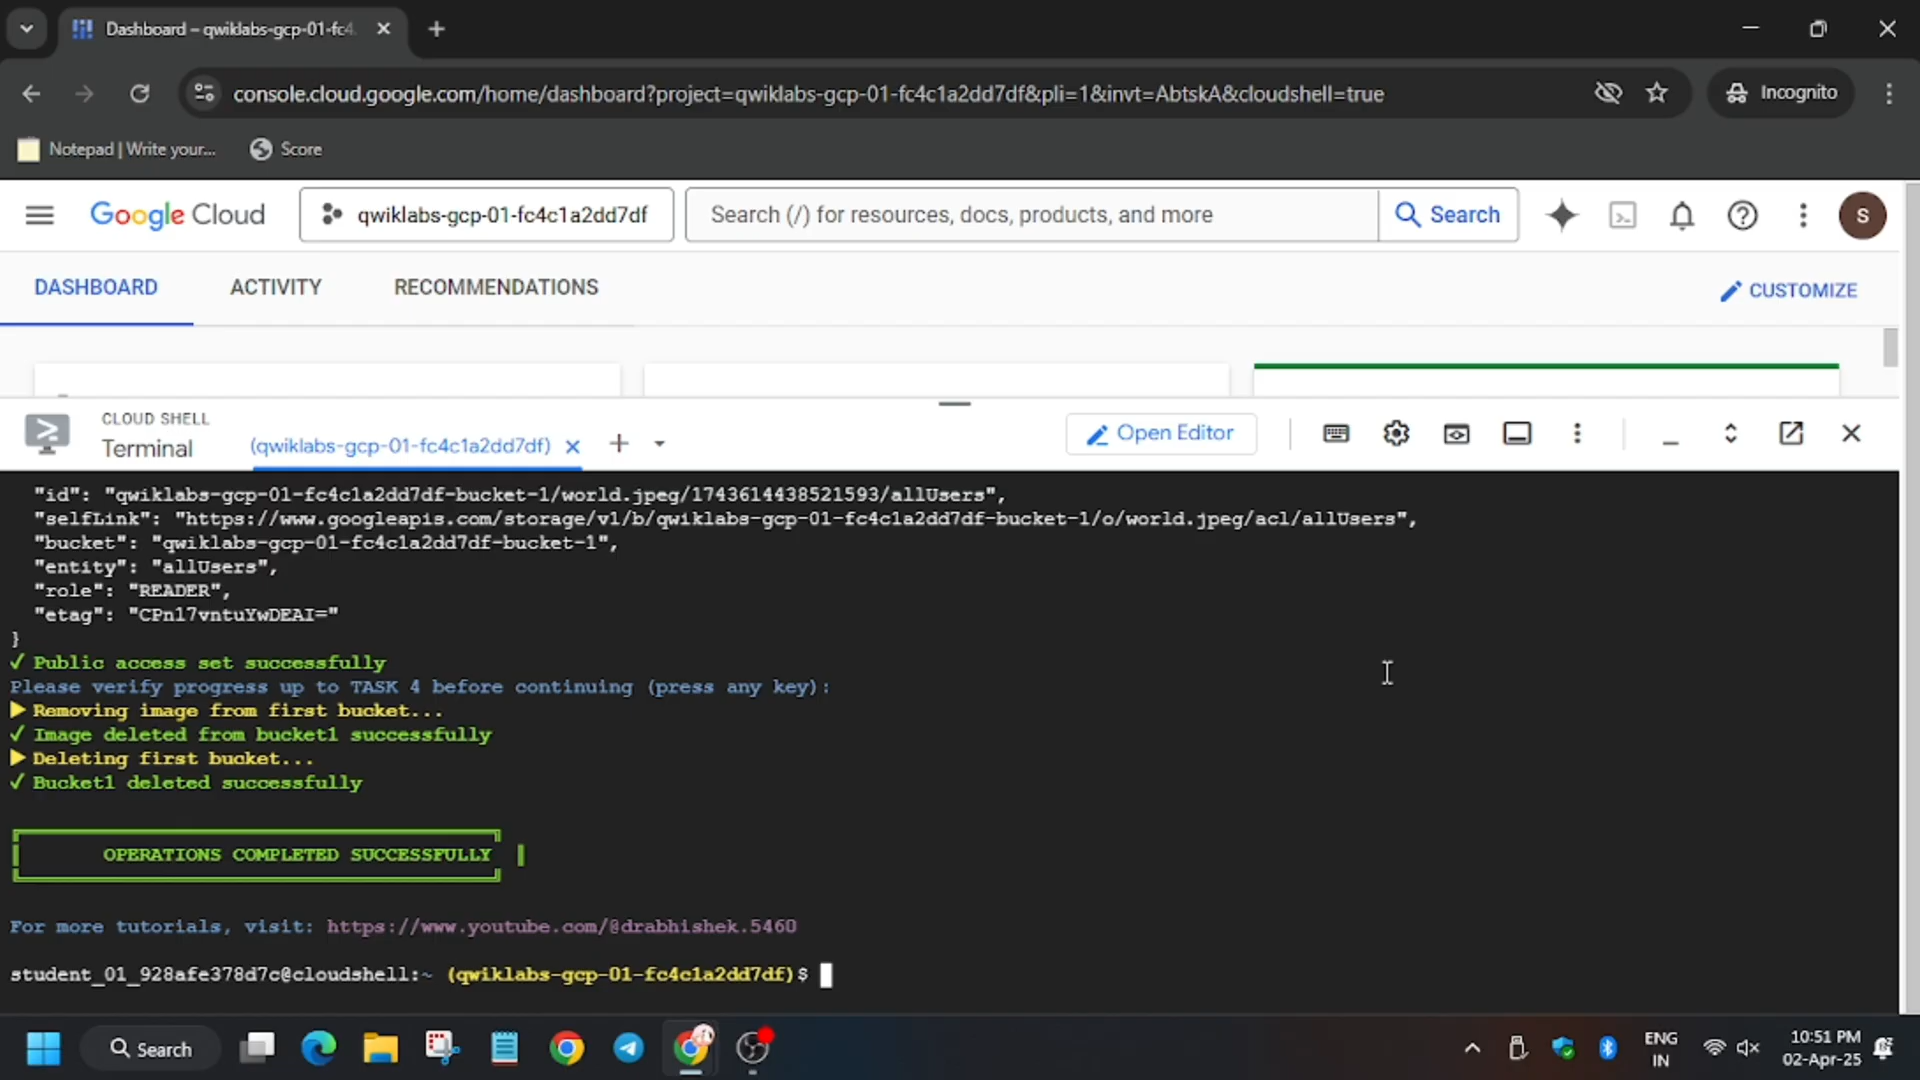 Dashboard – qwiklabs-gcp-01-fc4
console.cloud.google.com/home/dashboard?project=qwiklabs-gcp-01-fc4c1a2dd7df&pli=1&invt=AbtskA&cloudshell=true
Incognito
Notepad | Write your...
Score
Google Cloud
qwiklabs-gcp-01-fc4c1a2dd7df
Search (/) for resources, docs, products, and more
Search
S
DASHBOARD
ACTIVITY
RECOMMENDATIONS
CUSTOMIZE
CLOUD SHELL
Terminal
(qwiklabs-gcp-01-fc4c1a2dd7df)
Open Editor
"id": "qwiklabs-gcp-01-fc4c1a2dd7df-bucket-1/world.jpeg/1743614438521593/allUsers",
"selfLink": "https://www.googleapis.com/storage/v1/b/qwiklabs-gcp-01-fc4c1a2dd7df-bucket-1/o/world.jpeg/acl/allUsers",
"bucket": "qwiklabs-gcp-01-fc4c1a2dd7df-bucket-1",
"entity": "allUsers",
"role": "READER",
"etag": "CPn17vntuYwDEAI="
}
✓ Public access set successfully
Please verify progress up to TASK 4 before continuing (press any key):
▶ Removing image from first bucket...
✓ Image deleted from bucket1 successfully
▶ Deleting first bucket...
✓ Bucket1 deleted successfully
OPERATIONS COMPLETED SUCCESSFULLY
For more tutorials, visit: https://www.youtube.com/@drabhishek.5460
student_01_928afe378d7c@cloudshell:~ (qwiklabs-gcp-01-fc4c1a2dd7df)$
Search
ENG
IN
10:51 PM
02-Apr-25